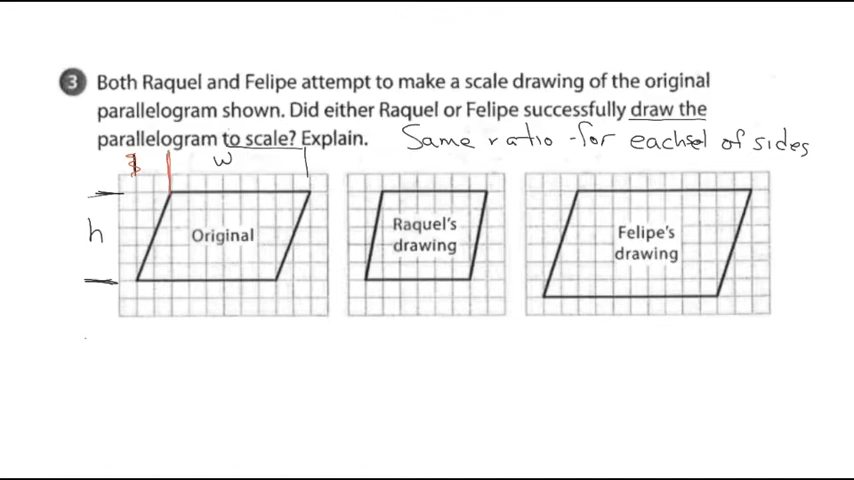 3 Both Raquel and Felipe attempt to make a scale drawing of the original
parallelogram shown. Did either Raquel or Felipe successfully draw the
parallelogram to scale? Explain. Same ratio for each set of sides
w
h
Original
Raquel's
drawing
Felipe's
drawing